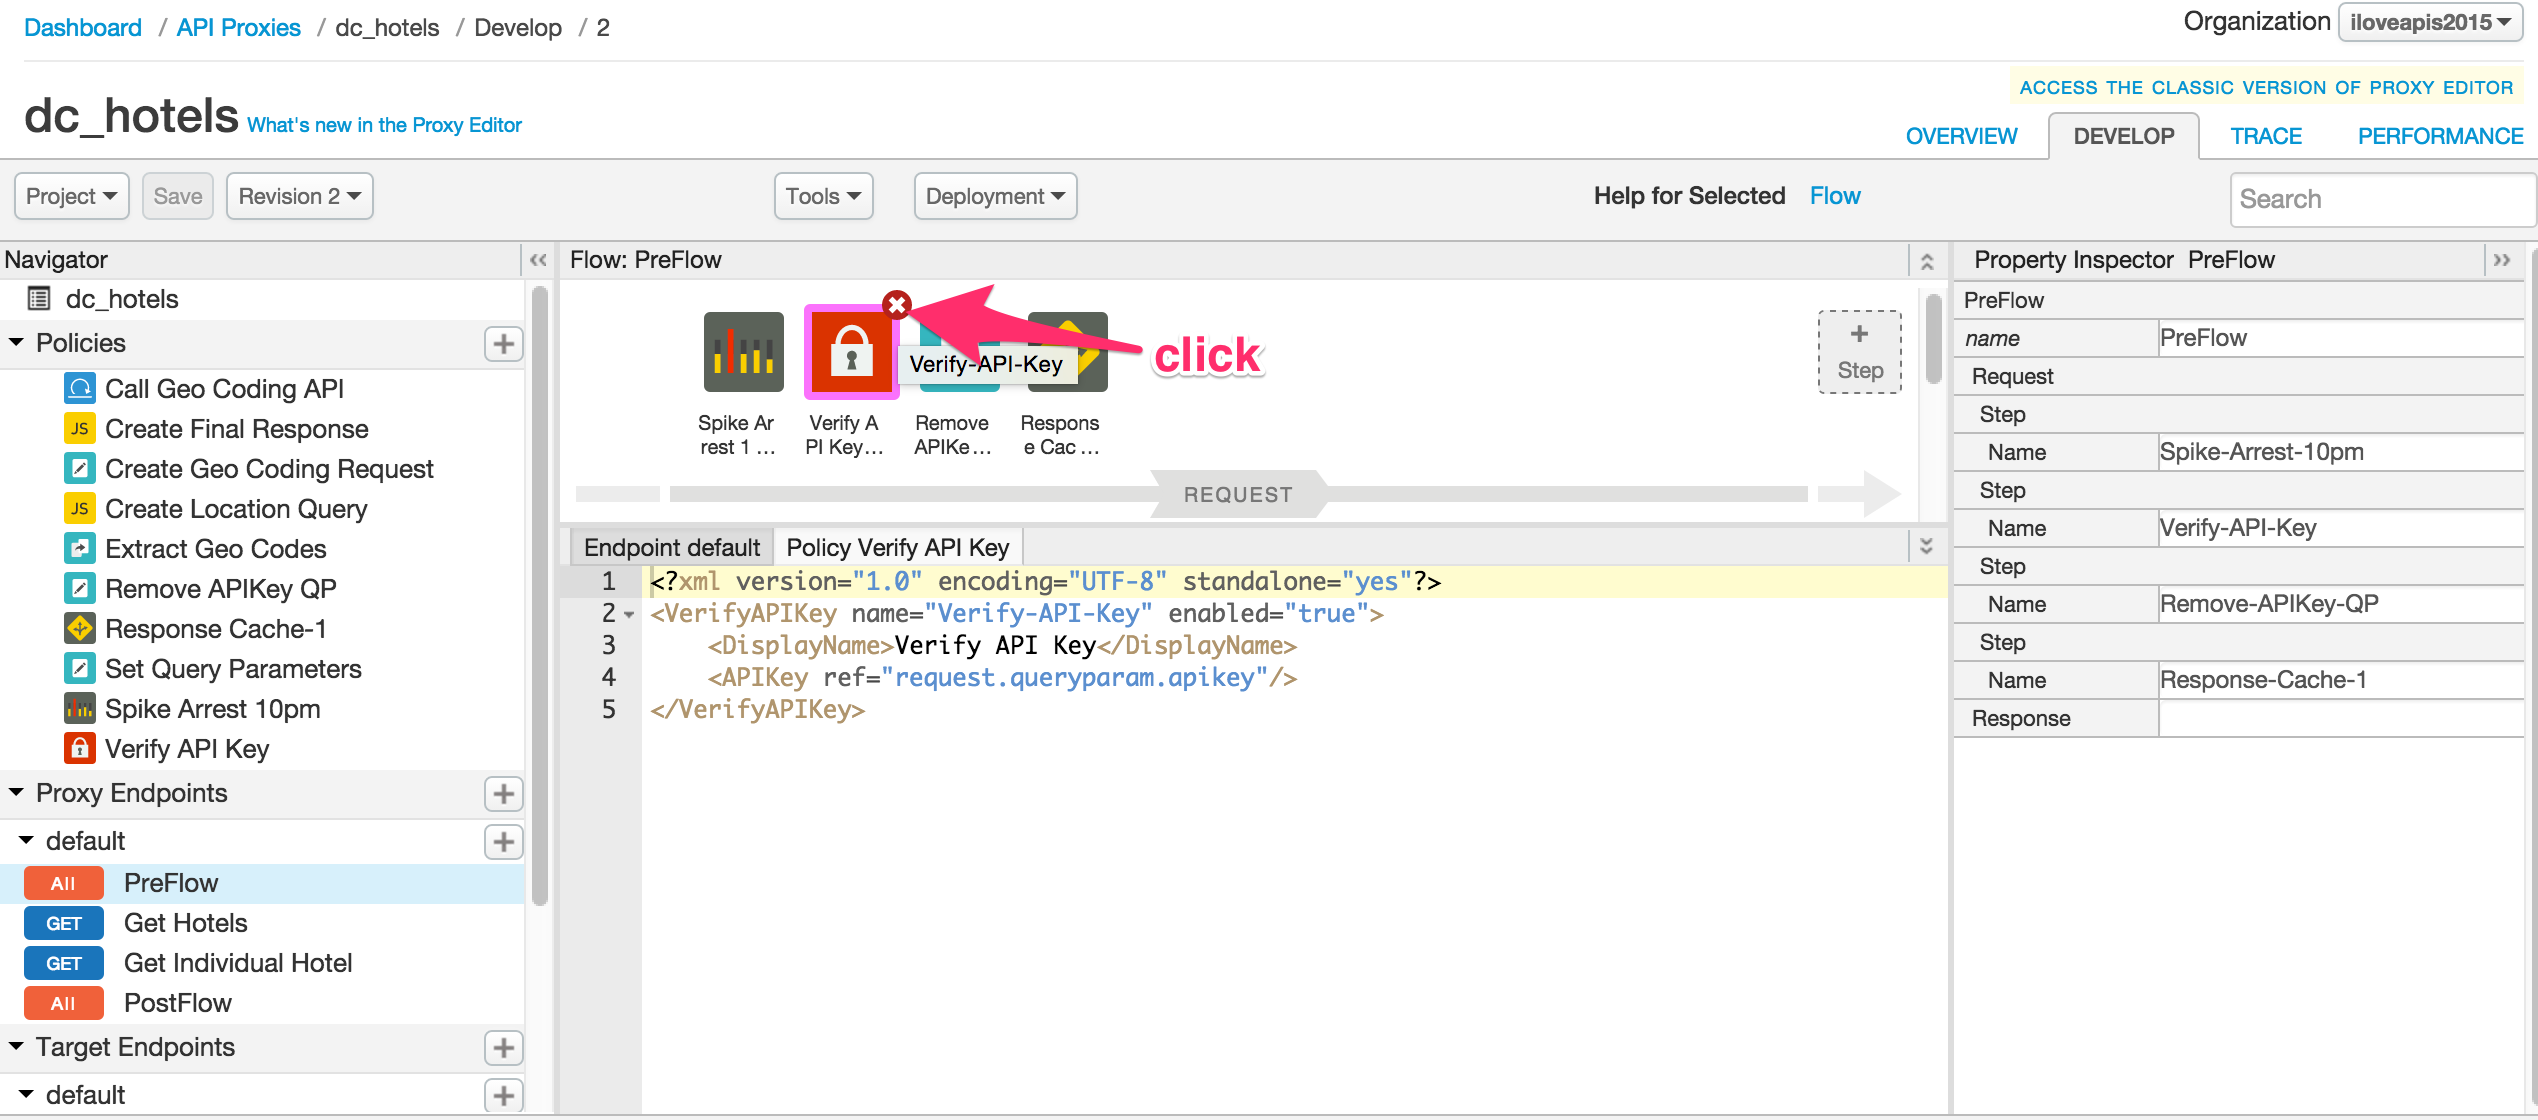 Dashboard / API Proxies / dc_hotels / Develop / 2
Organization iloveapis2015
ACCESS THE CLASSIC VERSION OF PROXY EDITOR
dc_hotels What's new in the Proxy Editor
OVERVIEW DEVELOP TRACE PERFORMANCE
Project Save Revision 2 Tools Deployment Help for Selected Flow Search
Navigator
dc_hotels
Policies
Call Geo Coding API
JS Create Final Response
Create Geo Coding Request
JS Create Location Query
Extract Geo Codes
Remove APIKey QP
Response Cache-1
Set Query Parameters
Spike Arrest 10pm
Verify API Key
Proxy Endpoints
default
All PreFlow
GET Get Hotels
GET Get Individual Hotel
All PostFlow
Target Endpoints
default
Flow: PreFlow
Verify-API-Key
click
+
Step
Spike Ar
rest 1 ...
Verify A
PI Key...
Remove
APIKe...
Respons
e Cac ...
REQUEST
Endpoint default Policy Verify API Key
1 <?xml version="1.0" encoding="UTF-8" standalone="yes"?>
2 <VerifyAPIKey name="Verify-API-Key" enabled="true">
3 <DisplayName>Verify API Key</DisplayName>
4 <APIKey ref="request.queryparam.apikey"/>
5 </VerifyAPIKey>
Property Inspector PreFlow
PreFlow
name PreFlow
Request
Step
Name Spike-Arrest-10pm
Step
Name Verify-API-Key
Step
Name Remove-APIKey-QP
Step
Name Response-Cache-1
Response